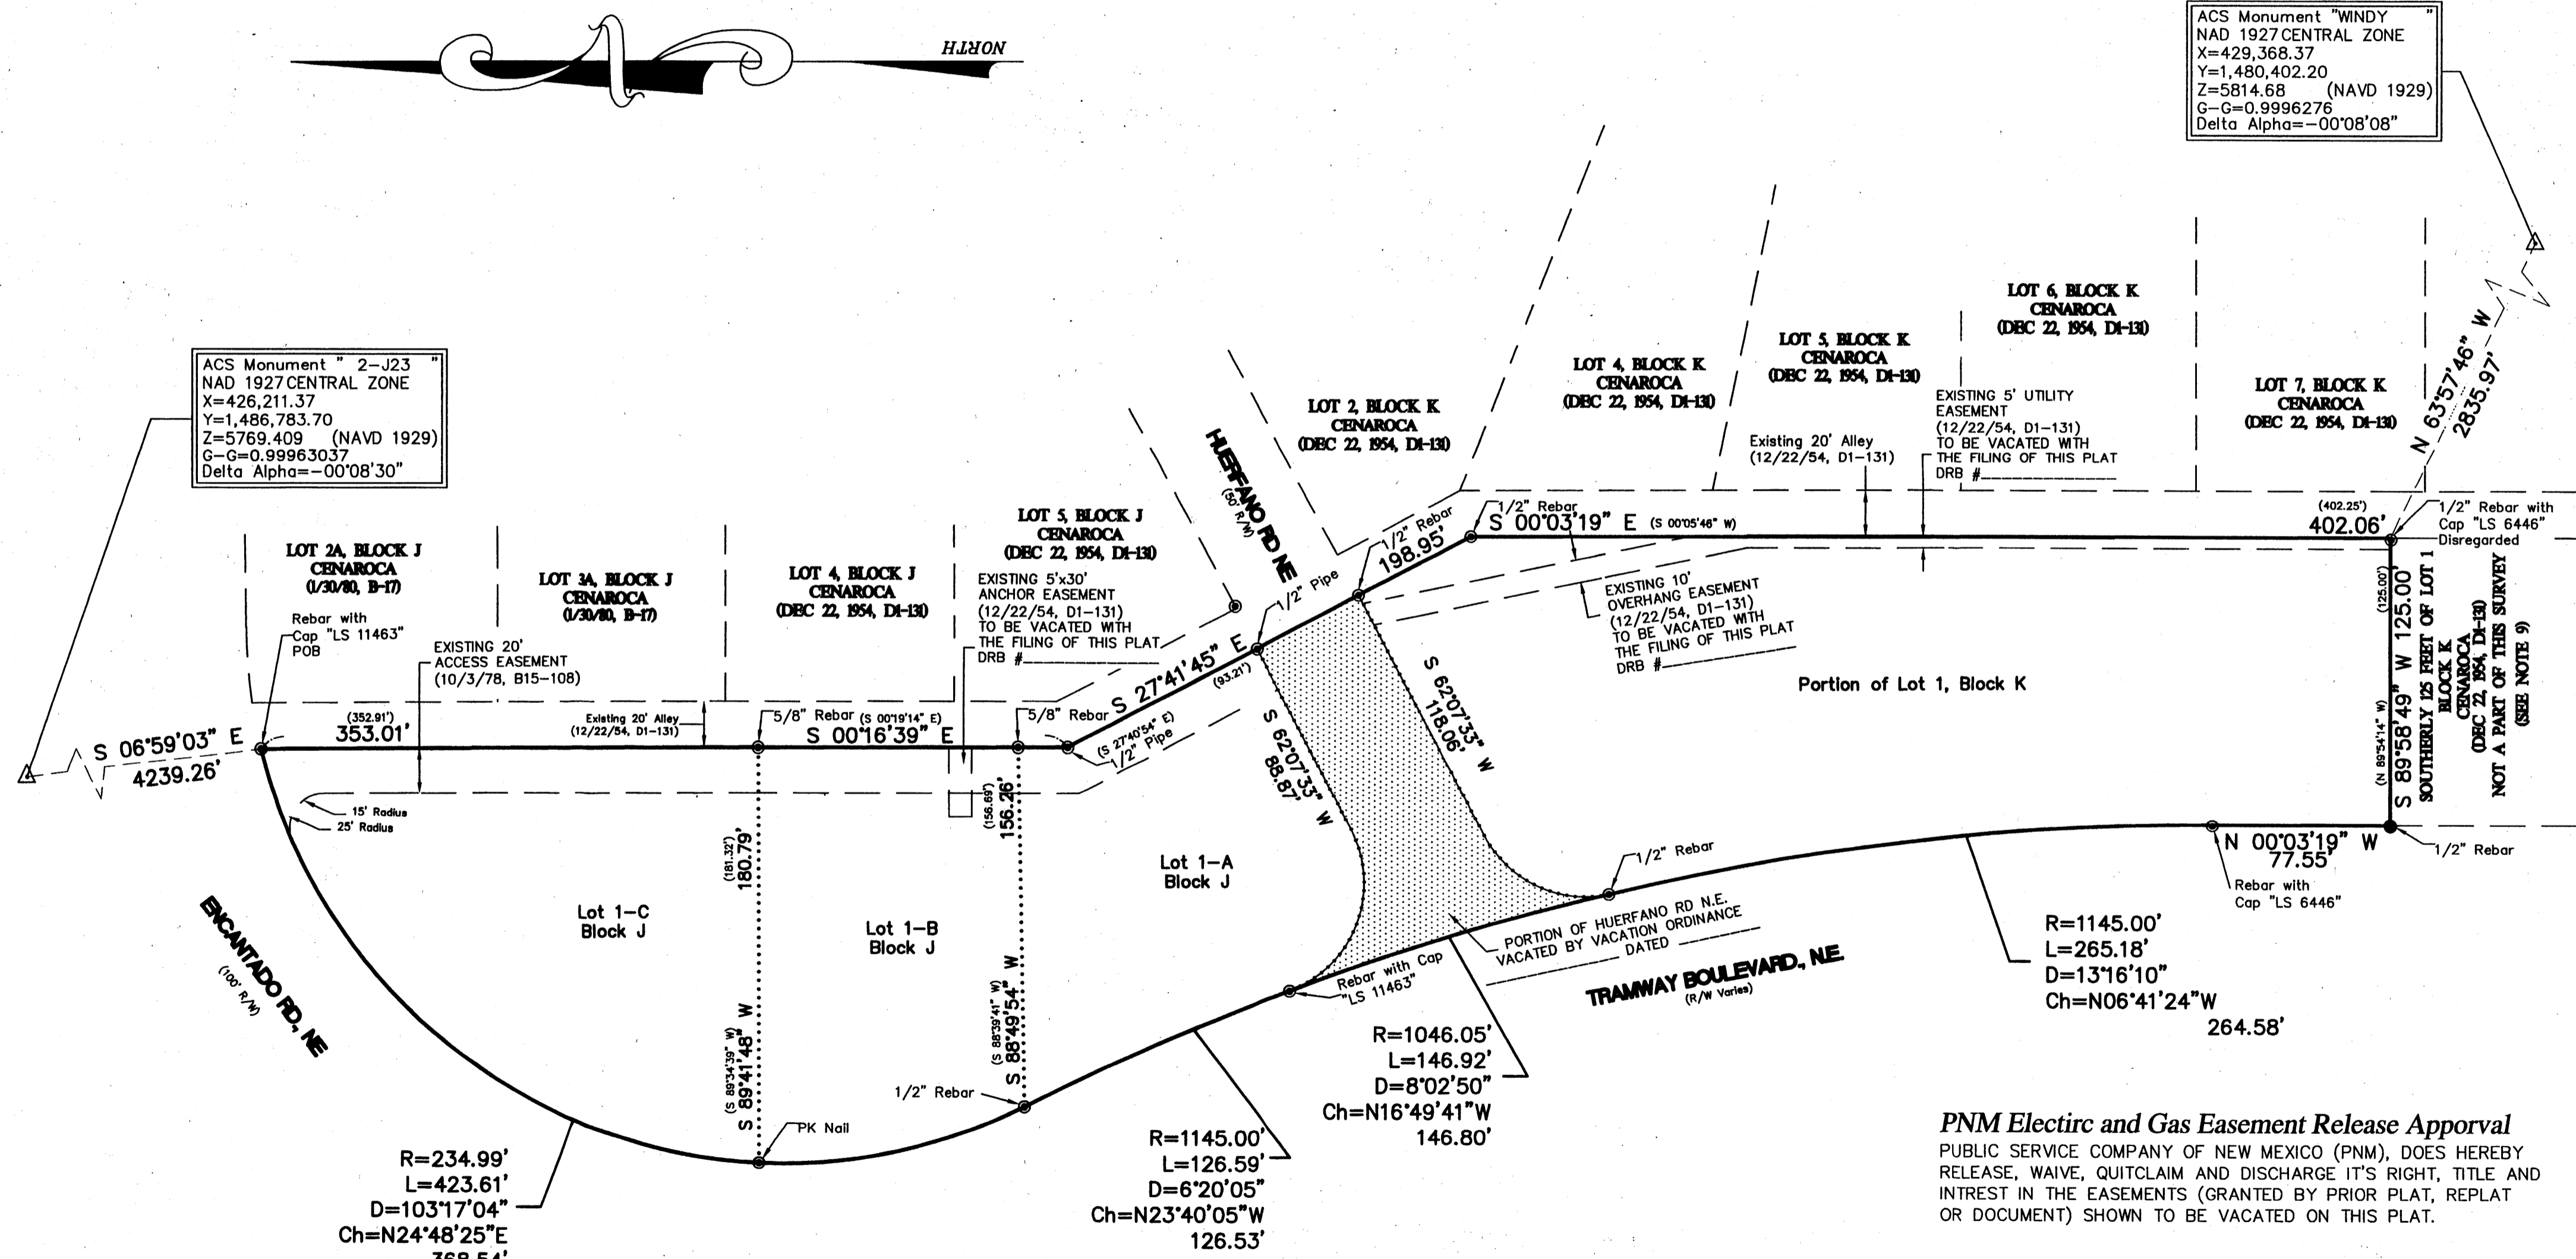 NORTH
ACS Monument "WINDY "
NAD 1927 CENTRAL ZONE
X=429,368.37
Y=1,480,402.20
Z=5814.68 (NAVD 1929)
G-G=0.9996276
Delta Alpha=-00°08'08"
ACS Monument " 2-J23 "
NAD 1927 CENTRAL ZONE
X=426,211.37
Y=1,486,783.70
Z=5769.409 (NAVD 1929)
G-G=0.99963037
Delta Alpha=-00°08'30"
LOT 2A, BLOCK J
CENAROCA
(1/30/80, B-17)
LOT 3A, BLOCK J
CENAROCA
(1/30/80, B-17)
LOT 4, BLOCK J
CENAROCA
(DEC 22, 1954, D1-131)
LOT 5, BLOCK J
CENAROCA
(DEC 22, 1954, D1-131)
EXISTING 5'x30'
ANCHOR EASEMENT
(12/22/54, D1-131)
TO BE VACATED WITH
THE FILING OF THIS PLAT
DRB #
HUERFANO RD NE
(50' R/W)
LOT 2, BLOCK K
CENAROCA
(DEC 22, 1954, D1-131)
LOT 4, BLOCK K
CENAROCA
(DEC 22, 1954, D1-131)
LOT 5, BLOCK K
CENAROCA
(DEC 22, 1954, D1-131)
LOT 6, BLOCK K
CENAROCA
(DEC 22, 1954, D1-131)
LOT 7, BLOCK K
CENAROCA
(DEC 22, 1954, D1-131)
Existing 20' Alley
(12/22/54, D1-131)
EXISTING 5' UTILITY
EASEMENT
(12/22/54, D1-131)
TO BE VACATED WITH
THE FILING OF THIS PLAT
DRB #
N 63°57'46" W
2835.97'
Rebar with
Cap "LS 11463"
POB
EXISTING 20'
ACCESS EASEMENT
(10/3/78, B15-108)
S 06°59'03" E
4239.26'
(352.91')
353.01'
Existing 20' Alley
(12/22/54, D1-131)
5/8" Rebar
(S 00°19'14" E)
S 00°16'39" E
5/8" Rebar
S 27°41'45" E
(93.21')
(S 27°40'54" E)
1/2" Pipe
1/2" Pipe
1/2" Rebar
198.95'
1/2" Rebar
S 00°03'19" E (S 00°05'46" W)
(402.25')
402.06'
1/2" Rebar with
Cap "LS 6446"
Disregarded
EXISTING 10'
OVERHANG EASEMENT
(12/22/54, D1-131)
TO BE VACATED WITH
THE FILING OF THIS PLAT
DRB #
S 62°07'33" W
88.87'
S 62°07'33" W
118.06'
Portion of Lot 1, Block K
(125.00')
(N 89°54'14" W)
S 89°58'49" W 125.00'
SOUTHERLY 125 FEET OF LOT 1
BLOCK K
CENAROCA
(DEC 22, 1954, D1-131)
NOT A PART OF THIS SURVEY
(SEE NOTE 9)
15' Radius
25' Radius
(181.32')
180.79'
(S 89°34'39" W)
S 89°41'48" W
(156.69')
156.26'
(S 88°39'41" W)
S 88°49'54" W
Lot 1-C
Block J
Lot 1-B
Block J
Lot 1-A
Block J
ENCANTADO RD., NE
(100' R/W)
PK Nail
1/2" Rebar
Rebar with Cap
"LS 11463"
1/2" Rebar
PORTION OF HUERFANO RD N.E.
VACATED BY VACATION ORDINANCE
DATED
TRAMWAY BOULEVARD., N.E.
(R/W Varies)
N 00°03'19" W
77.55'
1/2" Rebar
Rebar with
Cap "LS 6446"
R=1145.00'
L=265.18'
D=13°16'10"
Ch=N06°41'24"W
264.58'
R=1046.05'
L=146.92'
D=8°02'50"
Ch=N16°49'41"W
146.80'
R=1145.00'
L=126.59'
D=6°20'05"
Ch=N23°40'05"W
126.53'
R=234.99'
L=423.61'
D=103°17'04"
Ch=N24°48'25"E
368.54'
PNM Electirc and Gas Easement Release Apporval
PUBLIC SERVICE COMPANY OF NEW MEXICO (PNM), DOES HEREBY
RELEASE, WAIVE, QUITCLAIM AND DISCHARGE IT'S RIGHT, TITLE AND
INTREST IN THE EASEMENTS (GRANTED BY PRIOR PLAT, REPLAT
OR DOCUMENT) SHOWN TO BE VACATED ON THIS PLAT.